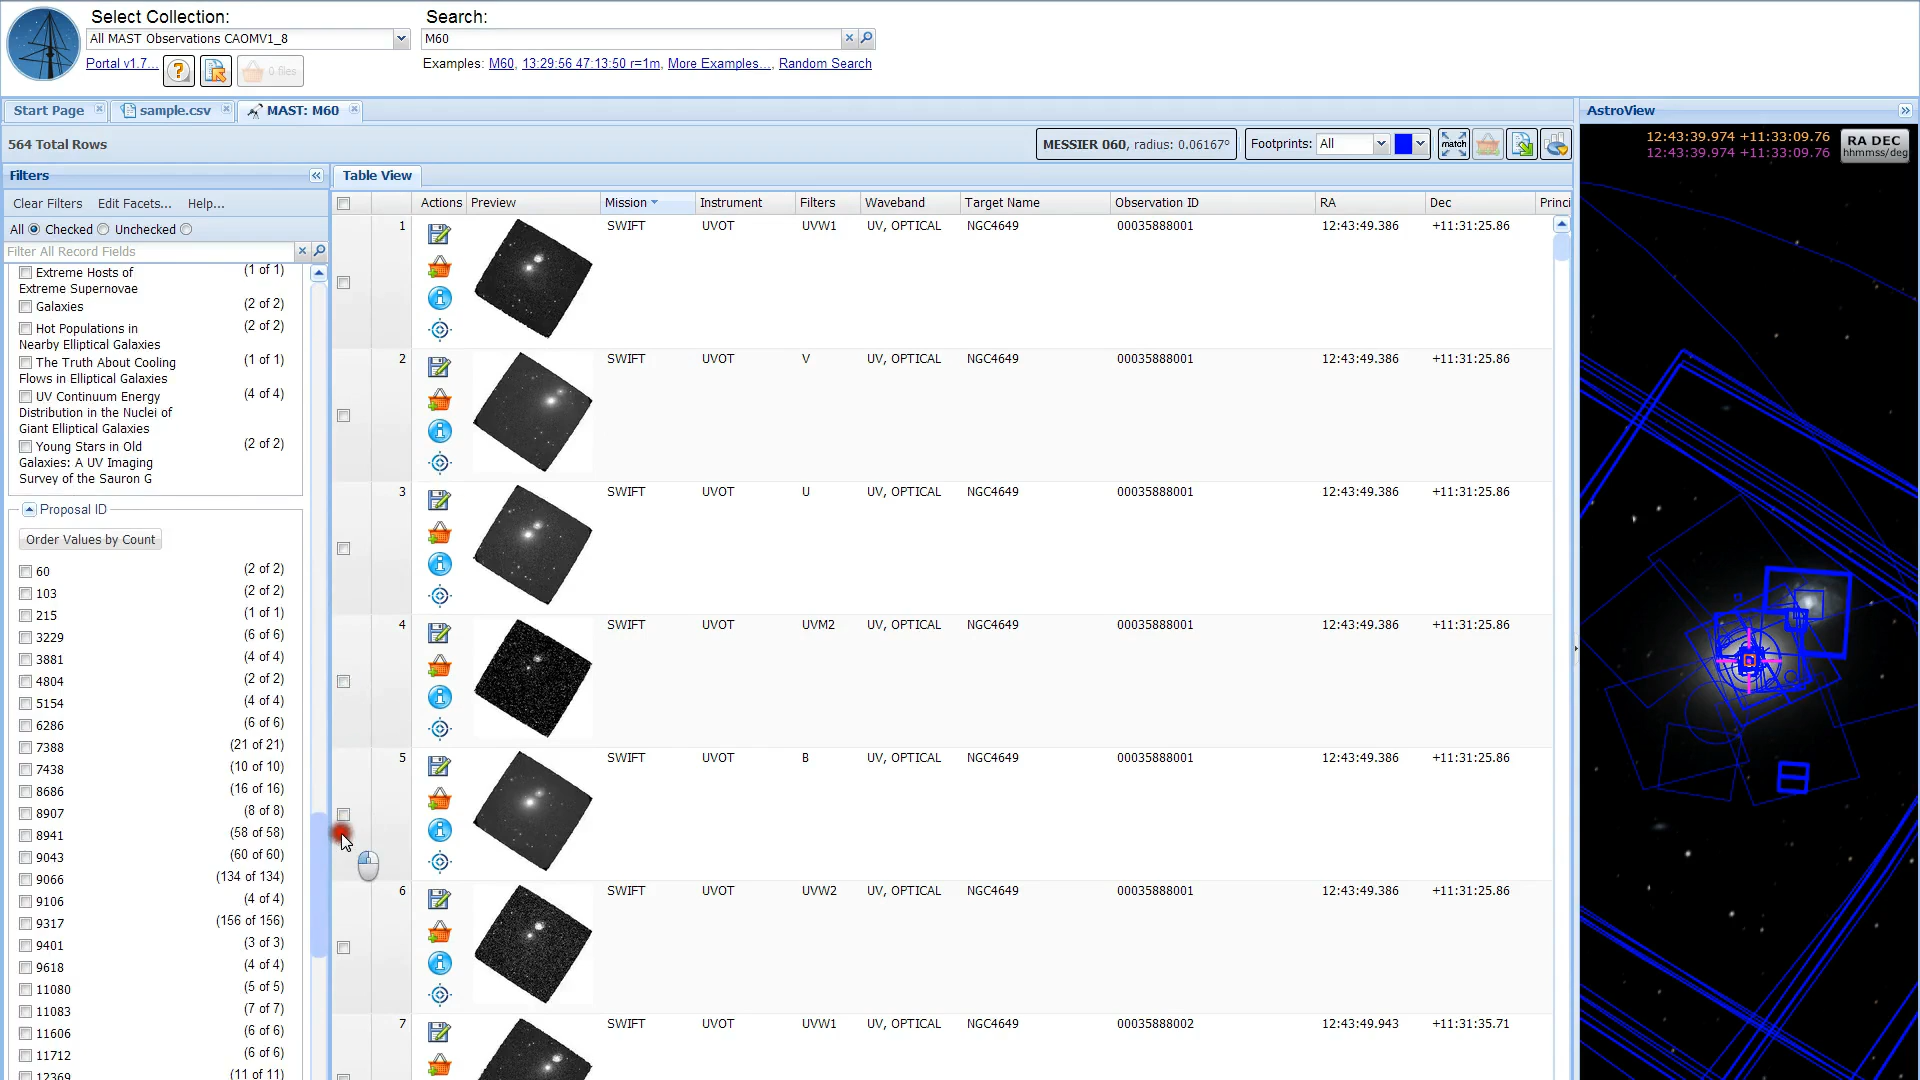 Select Collection:
Search:
All MAST Observations CAOMV1_8
M60
Portal v1.7...
0 files
Examples: M60, 13:29:56 47:13:50 r=1m, More Examples..., Random Search
Start Page
sample.csv
MAST: M60
AstroView
564 Total Rows
MESSIER 060, radius: 0.06167°
Footprints: All
match
12:43:39.974 +11:33:09.76
12:43:39.974 +11:33:09.76
RA DEC
hhmmss/deg
Filters
Table View
Clear Filters Edit Facets... Help...
All Checked Unchecked
Filter All Record Fields
Extreme Hosts of Extreme Supernovae (1 of 1)
Galaxies (2 of 2)
Hot Populations in Nearby Elliptical Galaxies (2 of 2)
The Truth About Cooling Flows in Elliptical Galaxies (1 of 1)
UV Continuum Energy Distribution in the Nuclei of Giant Elliptical Galaxies (4 of 4)
Young Stars in Old Galaxies: A UV Imaging Survey of the Sauron G (2 of 2)
Proposal ID
Order Values by Count
60 (2 of 2)
103 (2 of 2)
215 (1 of 1)
3229 (6 of 6)
3881 (4 of 4)
4804 (2 of 2)
5154 (4 of 4)
6286 (6 of 6)
7388 (21 of 21)
7438 (10 of 10)
8686 (16 of 16)
8907 (8 of 8)
8941 (58 of 58)
9043 (60 of 60)
9066 (134 of 134)
9106 (4 of 4)
9317 (156 of 156)
9401 (3 of 3)
9618 (4 of 4)
11080 (5 of 5)
11083 (7 of 7)
11606 (6 of 6)
11712 (6 of 6)
12369 (11 of 11)
Actions Preview Mission Instrument Filters Waveband Target Name Observation ID RA Dec Princi
1 SWIFT UVOT UVW1 UV, OPTICAL NGC4649 00035888001 12:43:49.386 +11:31:25.86
2 SWIFT UVOT V UV, OPTICAL NGC4649 00035888001 12:43:49.386 +11:31:25.86
3 SWIFT UVOT U UV, OPTICAL NGC4649 00035888001 12:43:49.386 +11:31:25.86
4 SWIFT UVOT UVM2 UV, OPTICAL NGC4649 00035888001 12:43:49.386 +11:31:25.86
5 SWIFT UVOT B UV, OPTICAL NGC4649 00035888001 12:43:49.386 +11:31:25.86
6 SWIFT UVOT UVW2 UV, OPTICAL NGC4649 00035888001 12:43:49.386 +11:31:25.86
7 SWIFT UVOT UVW1 UV, OPTICAL NGC4649 00035888002 12:43:49.943 +11:31:35.71